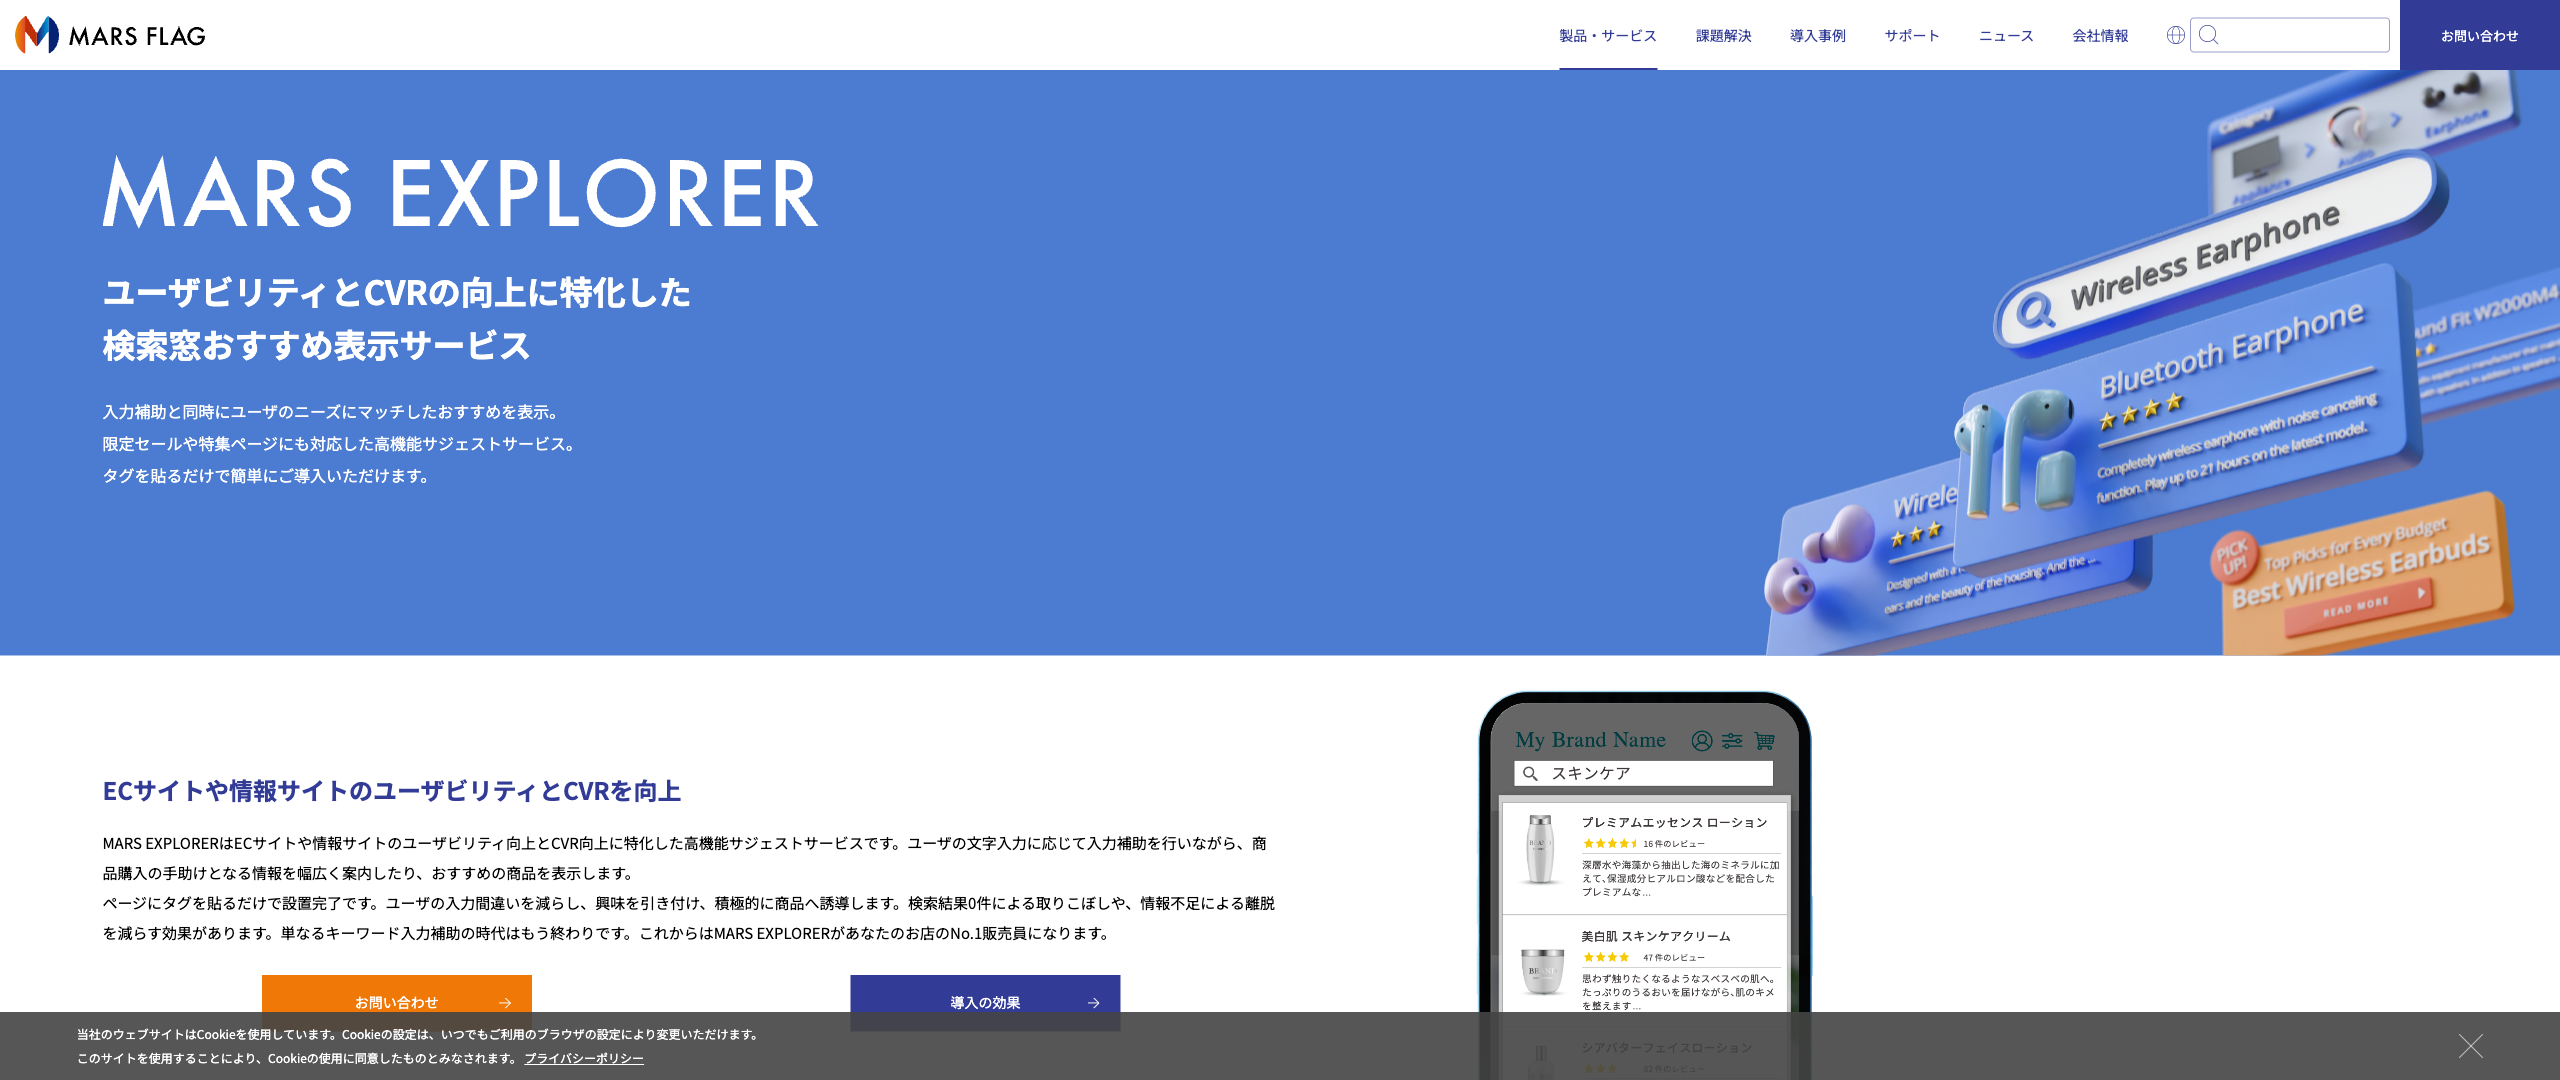 MARS FLAG
製品・サービス
課題解決
導入事例
サポート
ニュース
会社情報
お問い合わせ
MARS EXPLORER
ユーザビリティとCVRの向上に特化した
検索窓おすすめ表示サービス
入力補助と同時にユーザのニーズにマッチしたおすすめを表示。
限定セールや特集ページにも対応した高機能サジェストサービス。
タグを貼るだけで簡単にご導入いただけます。
Category
Appliance
Audio
Earphone
Wireless Earphone
Bluetooth Earphone
Completely wireless earphone with noise canceling
function. Play up to 21 hours on the latest model.
ound Fit W2000M4
Wirele
Designed with a
ears and the beauty of the housing. And the ...
PICK UP!
Top Picks for Every Budget
Best Wireless Earbuds
READ MORE
ECサイトや情報サイトのユーザビリティとCVRを向上
MARS EXPLORERはECサイトや情報サイトのユーザビリティ向上とCVR向上に特化した高機能サジェストサービスです。ユーザの文字入力に応じて入力補助を行いながら、商
品購入の手助けとなる情報を幅広く案内したり、おすすめの商品を表示します。
ページにタグを貼るだけで設置完了です。ユーザの入力間違いを減らし、興味を引き付け、積極的に商品へ誘導します。検索結果0件による取りこぼしや、情報不足による離脱
を減らす効果があります。単なるキーワード入力補助の時代はもう終わりです。これからはMARS EXPLORERがあなたのお店のNo.1販売員になります。
お問い合わせ
導入の効果
My Brand Name
スキンケア
プレミアムエッセンス ローション
16 件のレビュー
深層水や海藻から抽出した海のミネラルに加
えて、保湿成分ヒアルロン酸などを配合した
プレミアムな...
美白肌 スキンケアクリーム
47 件のレビュー
思わず触りたくなるようなスベスベの肌へ。
たっぷりのうるおいを届けながら、肌のキメ
を整えます...
シアバターフェイスローション
82 件のレビュー
当社のウェブサイトはCookieを使用しています。Cookieの設定は、いつでもご利用のブラウザの設定により変更いただけます。
このサイトを使用することにより、Cookieの使用に同意したものとみなされます。 プライバシーポリシー